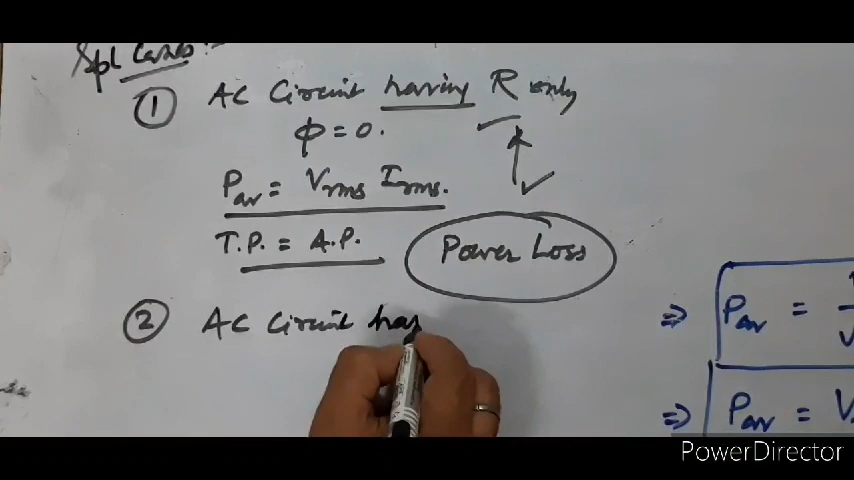 Spl Cases :-
① AC Circuit having R only
ϕ = 0.
Pav = Vrms Irms.
T.P. = A.P.
Power Loss
② AC Circuit hav
⇒ Pav =
⇒ Pav = V
PowerDirector